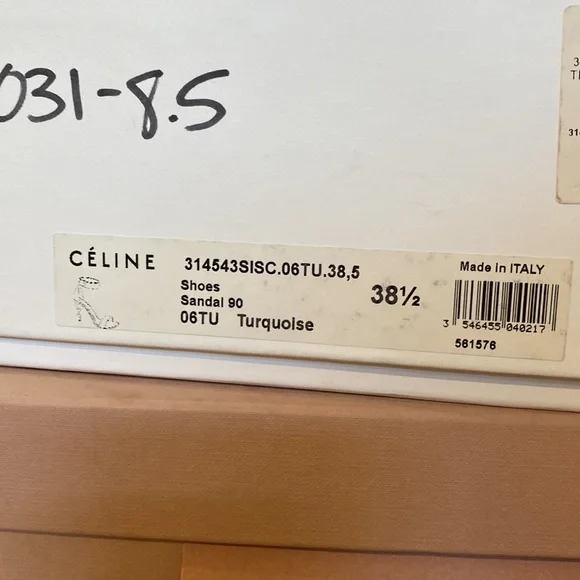 031-8.5
CÉLINE
314543SISC.06TU.38,5
Shoes
Sandal 90
06TU Turquoise
38½
Made in ITALY
3 546455 040217
561576